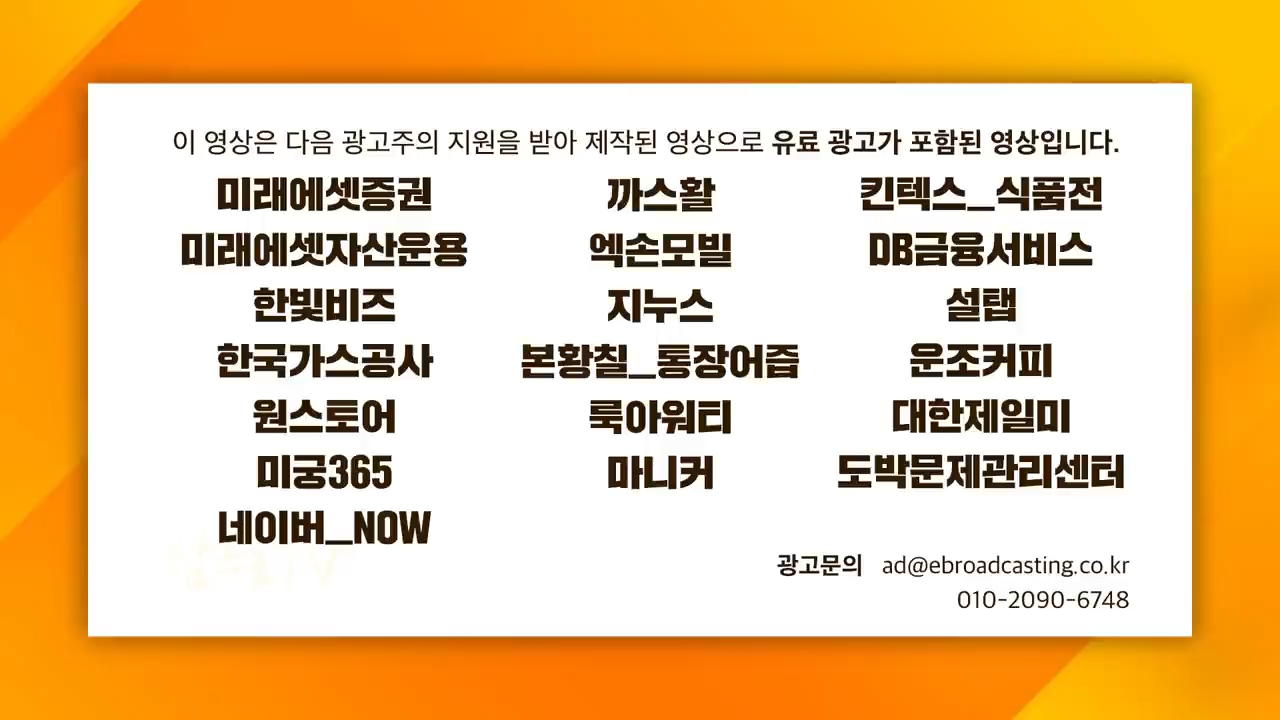 이 영상은 다음 광고주의 지원을 받아 제작된 영상으로 유료 광고가 포함된 영상입니다.
미래에셋증권 까스활 킨텍스_식품전
미래에셋자산운용 엑손모빌 DB금융서비스
한빛비즈 지누스 설탭
한국가스공사 본황칠_통장어즙 운조커피
원스토어 룩아워티 대한제일미
미궁365 마니커 도박문제관리센터
네이버_NOW
광고문의 ad@ebroadcasting.co.kr
010-2090-6748